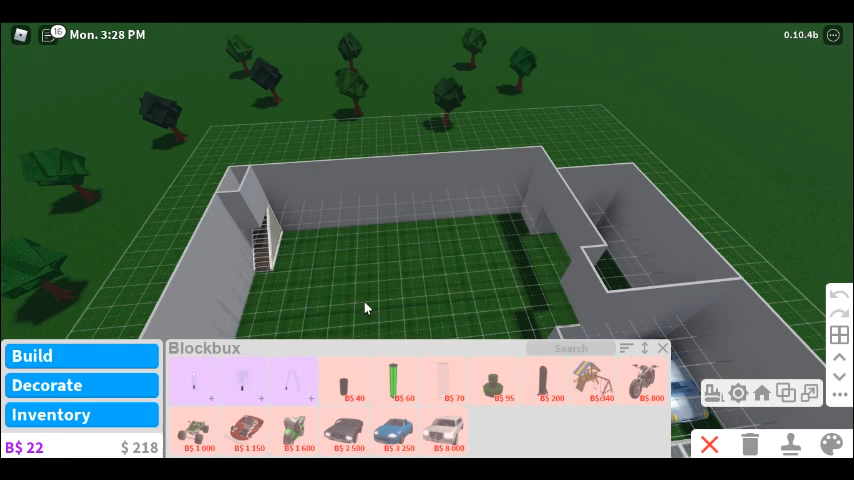 16
Mon. 3:28 PM
0.10.4b
Build
Decorate
Inventory
B$ 22
$ 218
Blockbux
Search
B$ 40
B$ 60
B$ 70
B$ 95
B$ 200
B$ 340
B$ 800
B$ 1 000
B$ 1 150
B$ 1 600
B$ 2 500
B$ 3 250
B$ 8 000